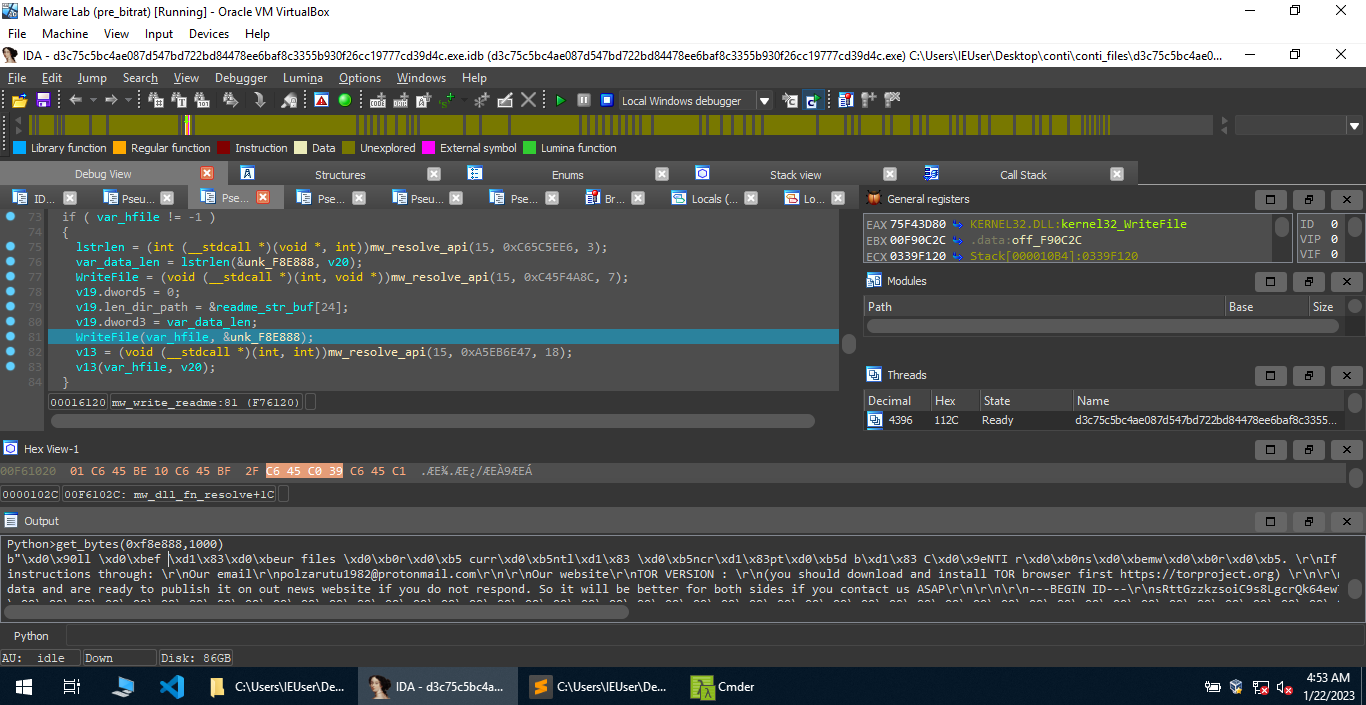 Malware Lab (pre_bitrat) [Running] - Oracle VM VirtualBox
File Machine View Input Devices Help
IDA - d3c75c5bc4ae087d547bd722bd84478ee6baf8c3355b930f26cc19777cd39d4c.exe.idb (d3c75c5bc4ae087d547bd722bd84478ee6baf8c3355b930f26cc19777cd39d4c.exe) C:\Users\IEUser\Desktop\conti\conti_files\d3c75c5bc4ae0...
File Edit Jump Search View Debugger Lumina Options Windows Help
Local Windows debugger
Library function Regular function Instruction Data Unexplored External symbol Lumina function
Debug View Structures Enums Stack view Call Stack
ID... Pseu... Pse... Pse... Pseu... Pse... Br... Locals (... Lo...
General registers
73 if ( var_hfile != -1 )
74 {
75 lstrlen = (int (__stdcall *)(void *, int))mw_resolve_api(15, 0xC65C5EE6, 3);
76 var_data_len = lstrlen(&unk_F8E888, v20);
77 WriteFile = (void (__stdcall *)(int, void *))mw_resolve_api(15, 0xC45F4A8C, 7);
78 v19.dword5 = 0;
79 v19.len_dir_path = &readme_str_buf[24];
80 v19.dword3 = var_data_len;
81 WriteFile(var_hfile, &unk_F8E888);
82 v13 = (void (__stdcall *)(int, int))mw_resolve_api(15, 0xA5EB6E47, 18);
83 v13(var_hfile, v20);
84 }
00016120 mw_write_readme:81 (F76120)
EAX 75F43D80 KERNEL32.DLL:kernel32_WriteFile
EBX 00F90C2C .data:off_F90C2C
ECX 0339F120 Stack[000010B4]:0339F120
ID 0
VIP 0
VIF 0
Modules
Path Base Size
Threads
Decimal Hex State Name
4396 112C Ready d3c75c5bc4ae087d547bd722bd84478ee6baf8c3355...
Hex View-1
00F61020 01 C6 45 BE 10 C6 45 BF 2F C6 45 C0 39 C6 45 C1 .ÆE¾.ÆE¿/ÆEÀ9ÆEÁ
0000102C 00F6102C: mw_dll_fn_resolve+1C
Output
Python>get_bytes(0xf8e888,1000)
b"\xd0\x90ll \xd0\xbef \xd1\x83\xd0\xbeur files \xd0\xb0r\xd0\xb5 curr\xd0\xb5ntl\xd1\x83 \xd0\xb5ncr\xd1\x83pt\xd0\xb5d b\xd1\x83 C\xd0\x9eNTI r\xd0\xb0ns\xd0\xbemw\xd0\xb0r\xd0\xb5. \r\nIf
instructions through: \r\nOur email\r\npolzarutu1982@protonmail.com\r\n\r\nOur website\r\nTOR VERSION : \r\n(you should download and install TOR browser first https://torproject.org) \r\n\r\n
data and are ready to publish it on out news website if you do not respond. So it will be better for both sides if you contact us ASAP\r\n\r\n\r\n---BEGIN ID---\r\nsRttGzzkzsoiC9s8LgcrQk64ew
Python
AU: idle Down Disk: 86GB
C:\Users\IEUser\De... IDA - d3c75c5bc4a... C:\Users\IEUser\De... Cmder
4:53 AM
1/22/2023